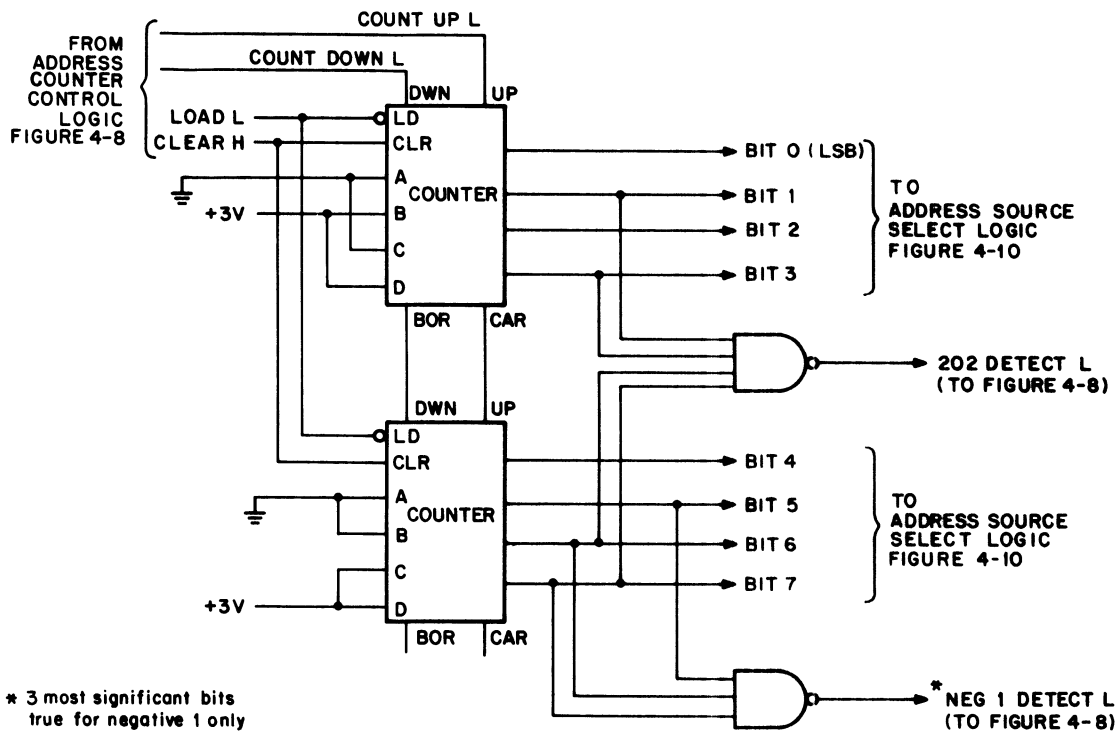 COUNT UP L
FROM
ADDRESS
COUNTER
CONTROL
LOGIC
FIGURE 4-8
COUNT DOWN L
DWN UP
LOAD L
CLEAR H
LD
CLR
A
COUNTER
+3V
B
C
D
BOR CAR
BIT 0 (LSB)
BIT 1
BIT 2
BIT 3
TO
ADDRESS SOURCE
SELECT LOGIC
FIGURE 4-10
202 DETECT L
(TO FIGURE 4-8)
DWN UP
LD
CLR
A
COUNTER
B
C
+3V
D
BOR CAR
BIT 4
BIT 5
BIT 6
BIT 7
TO
ADDRESS SOURCE
SELECT LOGIC
FIGURE 4-10
* NEG 1 DETECT L
(TO FIGURE 4-8)
* 3 most significant bits
true for negative 1 only